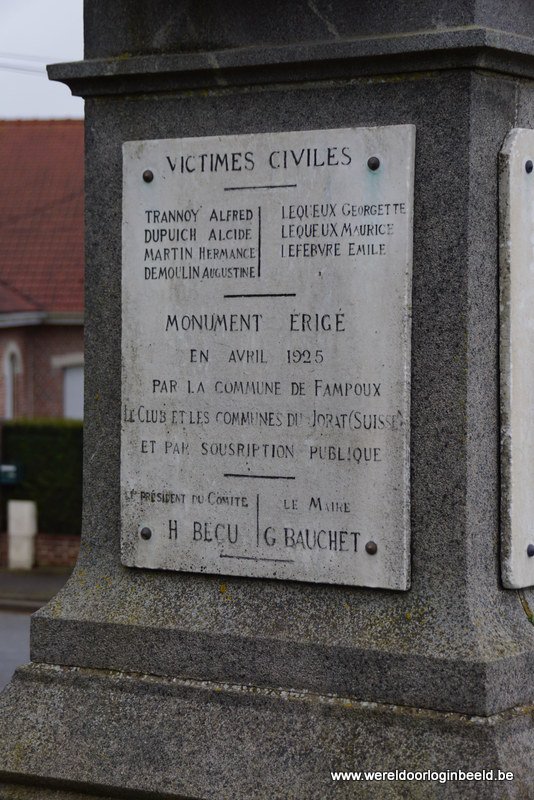 VICTIMES CIVILES
TRANNOY ALFRED
DUPUICH ALCIDE
MARTIN HERMANCE
DEMOULIN AUGUSTINE
LEQUEUX GEORGETTE
LEQUEUX MAURICE
LEFEBVRE EMILE
MONUMENT ÉRIGÉ
EN AVRIL 1925
PAR LA COMMUNE DE FAMPOUX
LE CLUB ET LES COMMUNES DU JORAT (SUISSE)
ET PAR SOUSRIPTION PUBLIQUE
LE PRÉSIDENT DU COMITÉ
H BECU
LE MAIRE
G BAUCHET
www.wereldoorloginbeeld.be